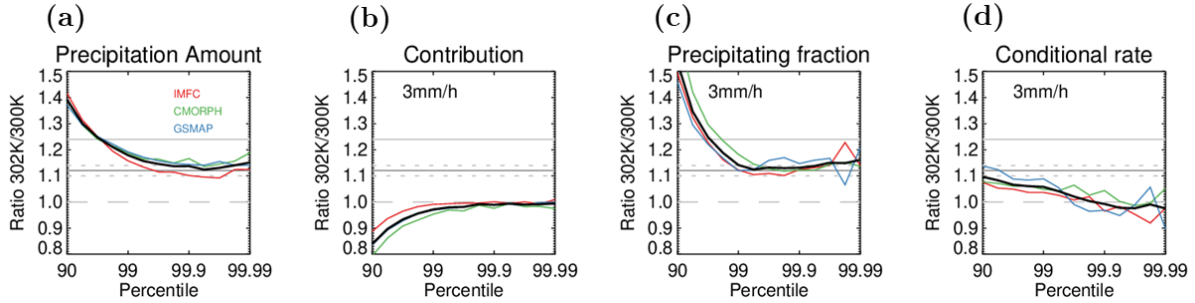 (a)
Precipitation Amount
Ratio 302K/300K
1.5
1.4
1.3
1.2
1.1
1.0
0.9
0.8
IMFC
CMORPH
GSMAP
90 99 99.9 99.99
Percentile
(b)
Contribution
Ratio 302K/300K
1.5
1.4
1.3
1.2
1.1
1.0
0.9
0.8
3mm/h
90 99 99.9 99.99
Percentile
(c)
Precipitating fraction
Ratio 302K/300K
1.5
1.4
1.3
1.2
1.1
1.0
0.9
0.8
3mm/h
90 99 99.9 99.99
Percentile
(d)
Conditional rate
Ratio 302K/300K
1.5
1.4
1.3
1.2
1.1
1.0
0.9
0.8
3mm/h
90 99 99.9 99.99
Percentile